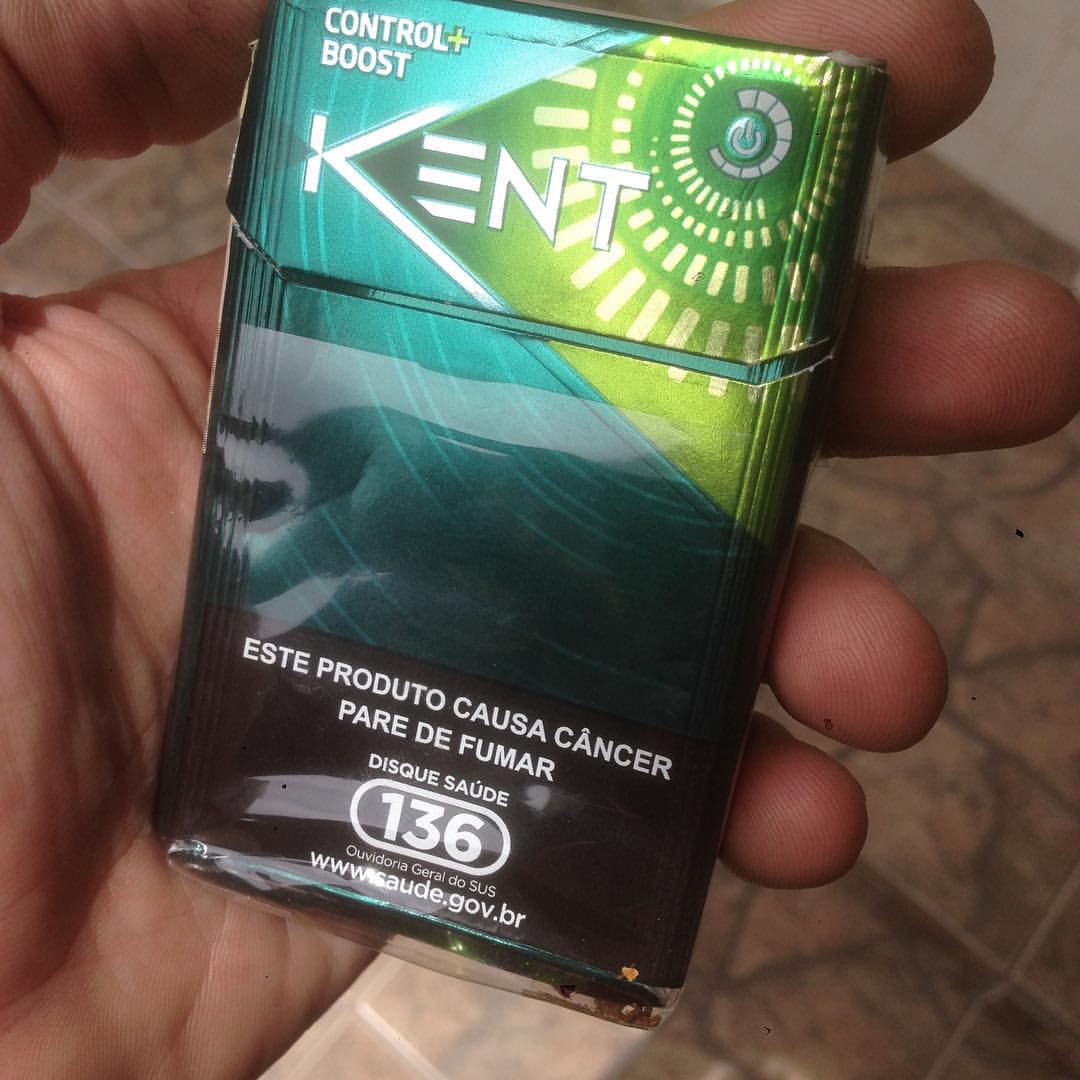 CONTROL+
BOOST
KENT
ESTE PRODUTO CAUSA CÂNCER
PARE DE FUMAR
DISQUE SAÚDE
136
Ouvidoria Geral do SUS
www.saude.gov.br